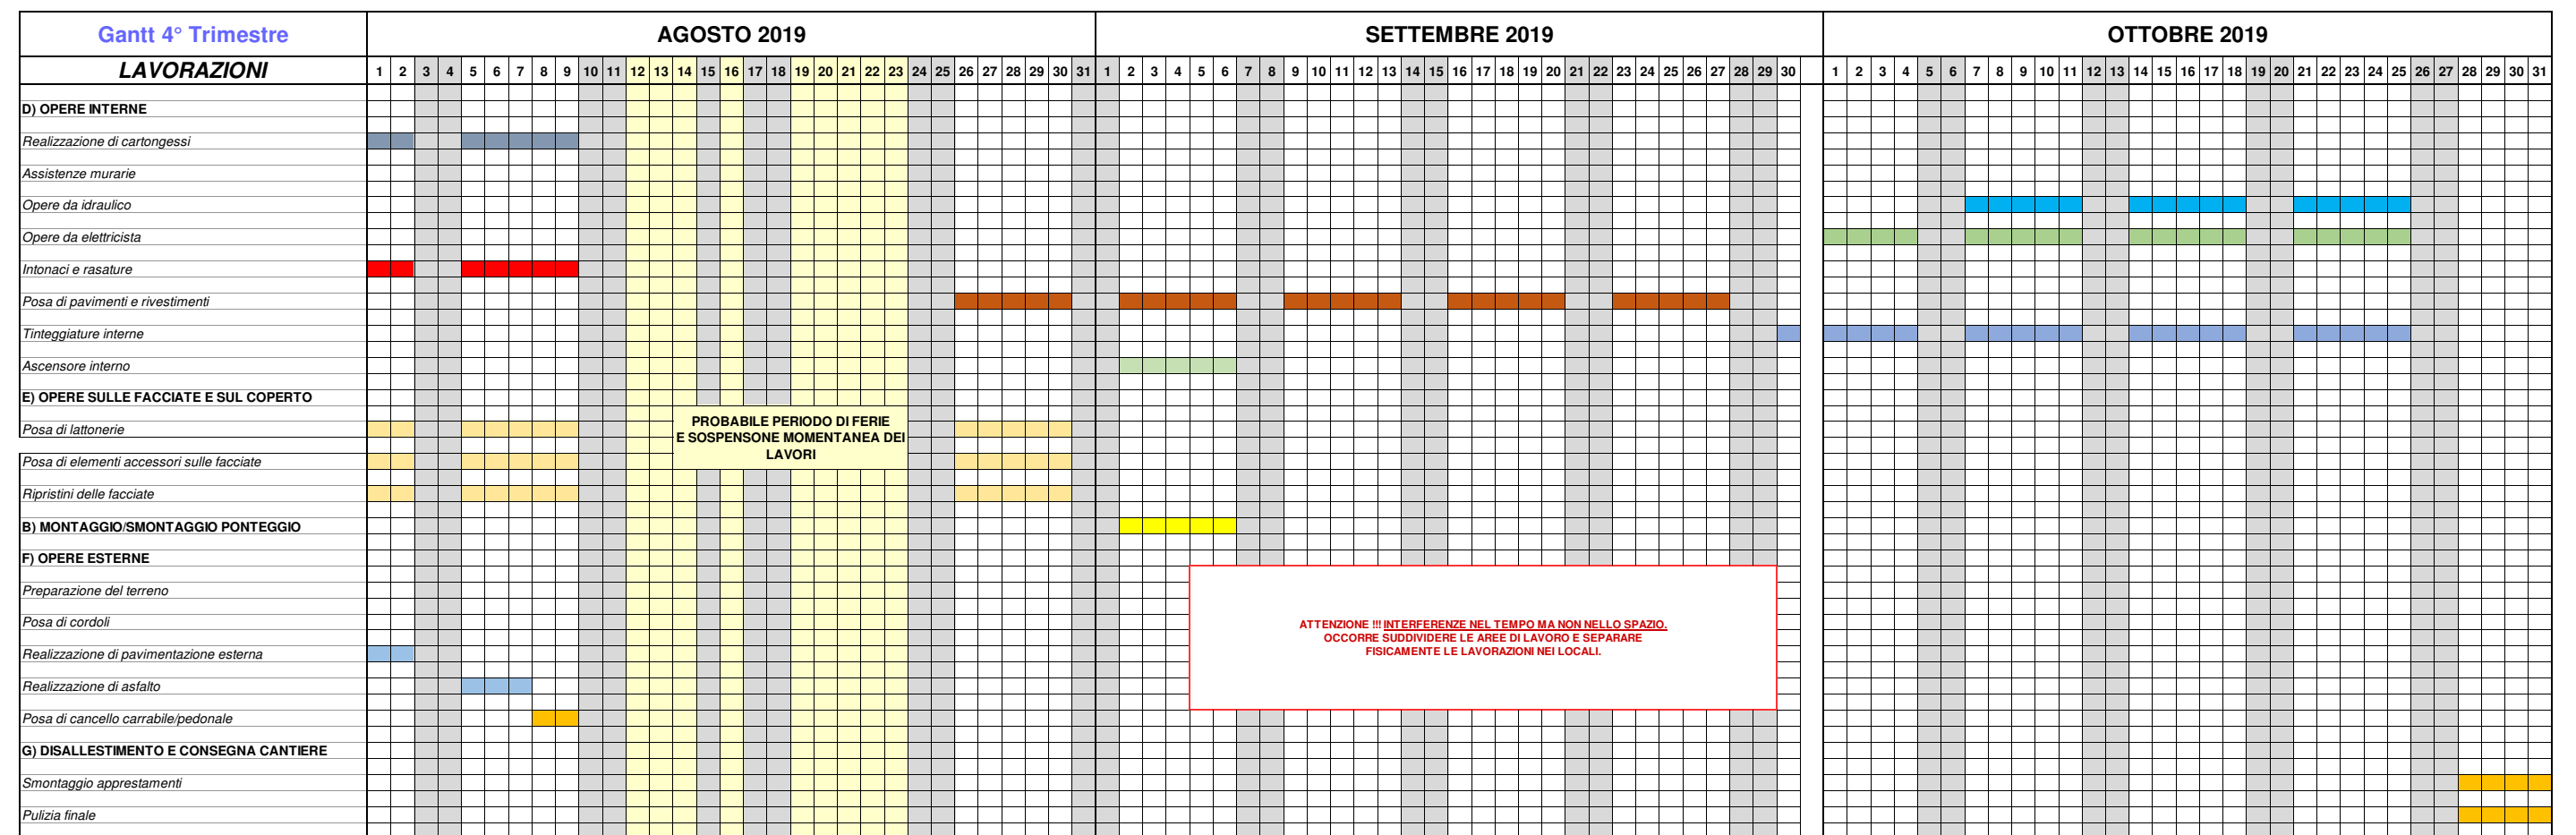 Gantt 4° Trimestre AGOSTO 2019 SETTEMBRE 2019 OTTOBRE 2019
LAVORAZIONI 1 2 3 4 5 6 7 8 9 10 11 12 13 14 15 16 17 18 19 20 21 22 23 24 25 26 27 28 29 30 31 1 2 3 4 5 6 7 8 9 10 11 12 13 14 15 16 17 18 19 20 21 22 23 24 25 26 27 28 29 30 1 2 3 4 5 6 7 8 9 10 11 12 13 14 15 16 17 18 19 20 21 22 23 24 25 26 27 28 29 30 31
D) OPERE INTERNE
Realizzazione di cartongessi
Assistenze murarie
Opere da idraulico
Opere da elettricista
Intonaci e rasature
Posa di pavimenti e rivestimenti
Tinteggiature interne
Ascensore interno
E) OPERE SULLE FACCIATE E SUL COPERTO
PROBABILE PERIODO DI FERIE
E SOSPENSONE MOMENTANEA DEI
LAVORI
Posa di lattonerie
Posa di elementi accessori sulle facciate
Ripristini delle facciate
B) MONTAGGIO/SMONTAGGIO PONTEGGIO
F) OPERE ESTERNE
Preparazione del terreno
Posa di cordoli
ATTENZIONE !!! INTERFERENZE NEL TEMPO MA NON NELLO SPAZIO.
OCCORRE SUDDIVIDERE LE AREE DI LAVORO E SEPARARE
FISICAMENTE LE LAVORAZIONI NEI LOCALI.
Realizzazione di pavimentazione esterna
Realizzazione di asfalto
Posa di cancello carrabile/pedonale
G) DISALLESTIMENTO E CONSEGNA CANTIERE
Smontaggio apprestamenti
Pulizia finale